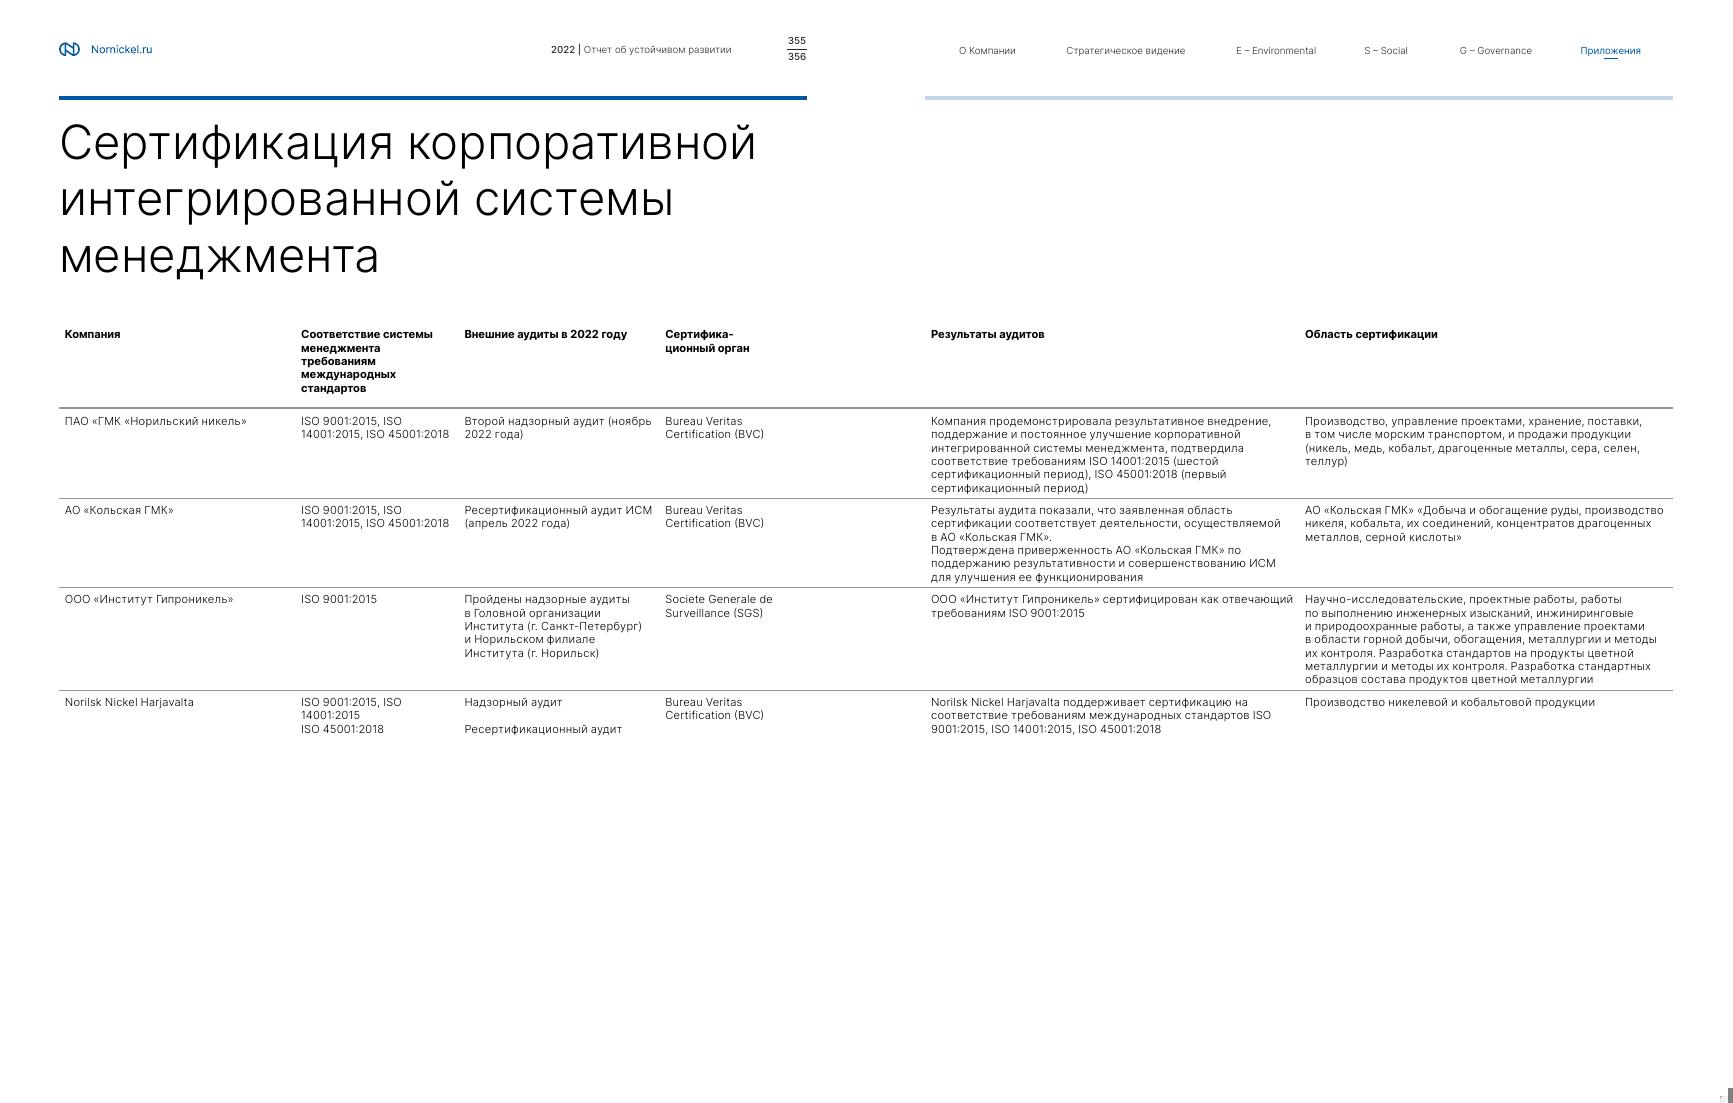 Nornickel.ru
2022 | Отчет об устойчивом развитии
355
356
О Компании
Стратегическое видение
E – Environmental
S – Social
G – Governance
Приложения
Сертификация корпоративной
интегрированной системы
менеджмента
Компания
Соответствие системы
менеджмента
требованиям
международных
стандартов
Внешние аудиты в 2022 году
Сертифика-
ционный орган
Результаты аудитов
Область сертификации
ПАО «ГМК «Норильский никель»
ISO 9001:2015, ISO
14001:2015, ISO 45001:2018
Второй надзорный аудит (ноябрь
2022 года)
Bureau Veritas
Certification (BVC)
Компания продемонстрировала результативное внедрение,
поддержание и постоянное улучшение корпоративной
интегрированной системы менеджмента, подтвердила
соответствие требованиям ISO 14001:2015 (шестой
сертификационный период), ISO 45001:2018 (первый
сертификационный период)
Производство, управление проектами, хранение, поставки,
в том числе морским транспортом, и продажи продукции
(никель, медь, кобальт, драгоценные металлы, сера, селен,
теллур)
АО «Кольская ГМК»
ISO 9001:2015, ISO
14001:2015, ISO 45001:2018
Ресертификационный аудит ИСМ
(апрель 2022 года)
Bureau Veritas
Certification (BVC)
Результаты аудита показали, что заявленная область
сертификации соответствует деятельности, осуществляемой
в АО «Кольская ГМК».
Подтверждена приверженность АО «Кольская ГМК» по
поддержанию результативности и совершенствованию ИСМ
для улучшения ее функционирования
АО «Кольская ГМК» «Добыча и обогащение руды, производство
никеля, кобальта, их соединений, концентратов драгоценных
металлов, серной кислоты»
ООО «Институт Гипроникель»
ISO 9001:2015
Пройдены надзорные аудиты
в Головной организации
Института (г. Санкт-Петербург)
и Норильском филиале
Института (г. Норильск)
Societe Generale de
Surveillance (SGS)
ООО «Институт Гипроникель» сертифицирован как отвечающий
требованиям ISO 9001:2015
Научно-исследовательские, проектные работы, работы
по выполнению инженерных изысканий, инжиниринговые
и природоохранные работы, а также управление проектами
в области горной добычи, обогащения, металлургии и методы
их контроля. Разработка стандартов на продукты цветной
металлургии и методы их контроля. Разработка стандартных
образцов состава продуктов цветной металлургии
Norilsk Nickel Harjavalta
ISO 9001:2015, ISO
14001:2015
ISO 45001:2018
Надзорный аудит
Ресертификационный аудит
Bureau Veritas
Certification (BVC)
Norilsk Nickel Harjavalta поддерживает сертификацию на
соответствие требованиям международных стандартов ISO
9001:2015, ISO 14001:2015, ISO 45001:2018
Производство никелевой и кобальтовой продукции